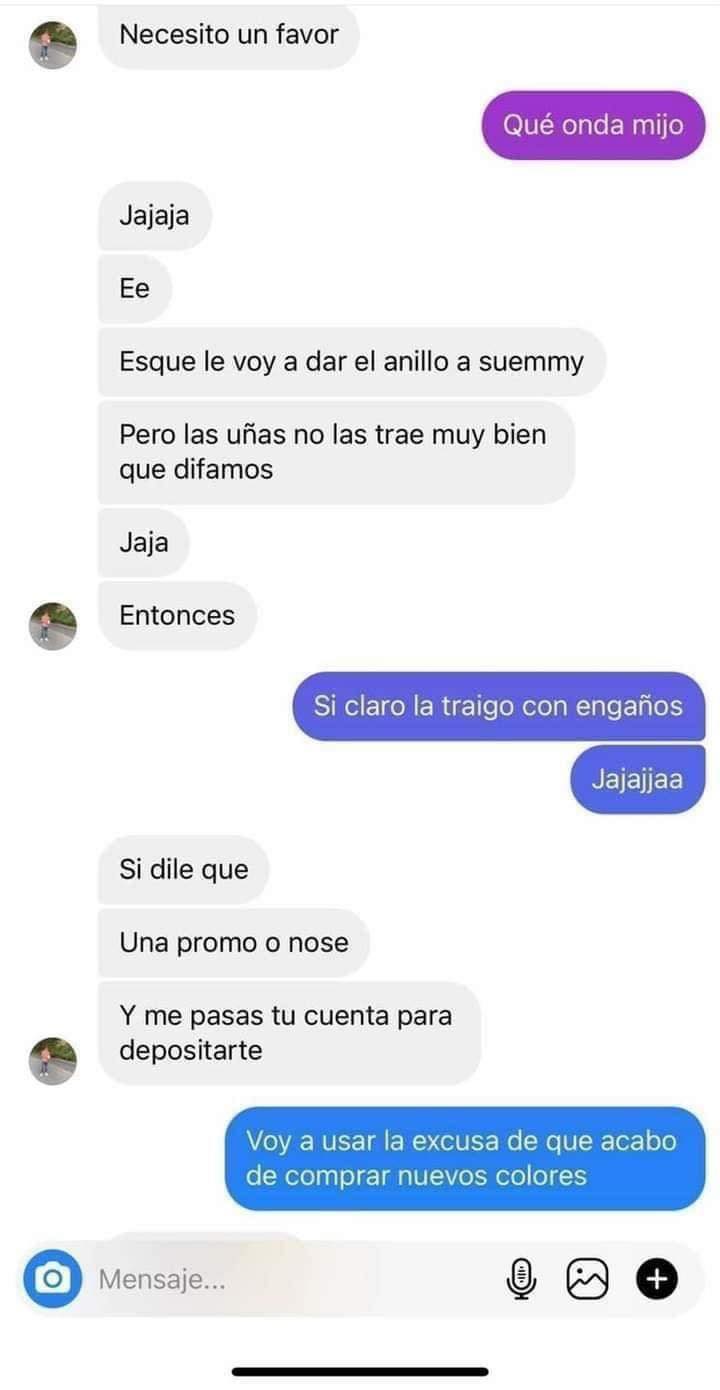 Necesito un favor
Qué onda mijo
Jajaja
Ee
Esque le voy a dar el anillo a suemmy
Pero las uñas no las trae muy bien
que difamos
Jaja
Entonces
Si claro la traigo con engaños
Jajajjaa
Si dile que
Una promo o nose
Y me pasas tu cuenta para
depositarte
Voy a usar la excusa de que acabo
de comprar nuevos colores
Mensaje...